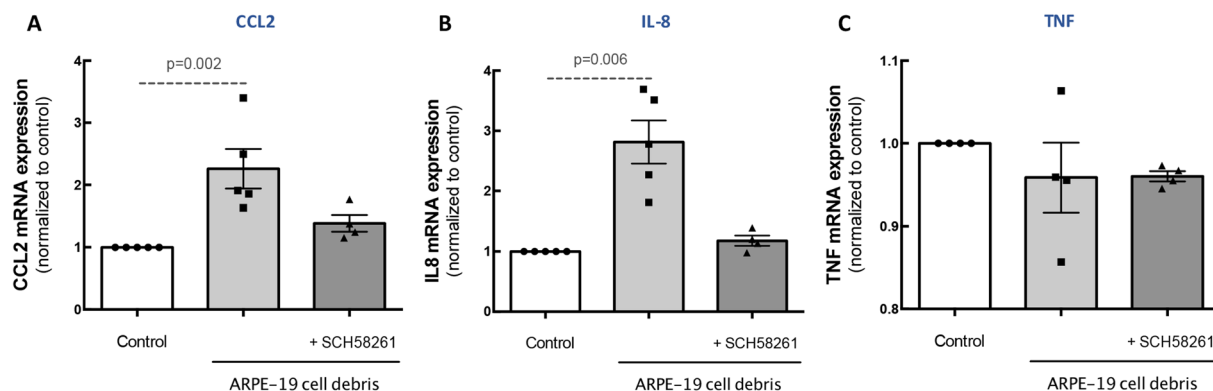 A
CCL2
CCL2 mRNA expression
(normalized to control)
4
3
2
1
0
p=0.002
Control
+ SCH58261
ARPE-19 cell debris
B
IL-8
IL8 mRNA expression
(normalized to control)
4
3
2
1
0
p=0.006
Control
+ SCH58261
ARPE-19 cell debris
C
TNF
TNF mRNA expression
(normalized to control)
1.1
1.0
0.9
0.8
Control
+ SCH58261
ARPE-19 cell debris